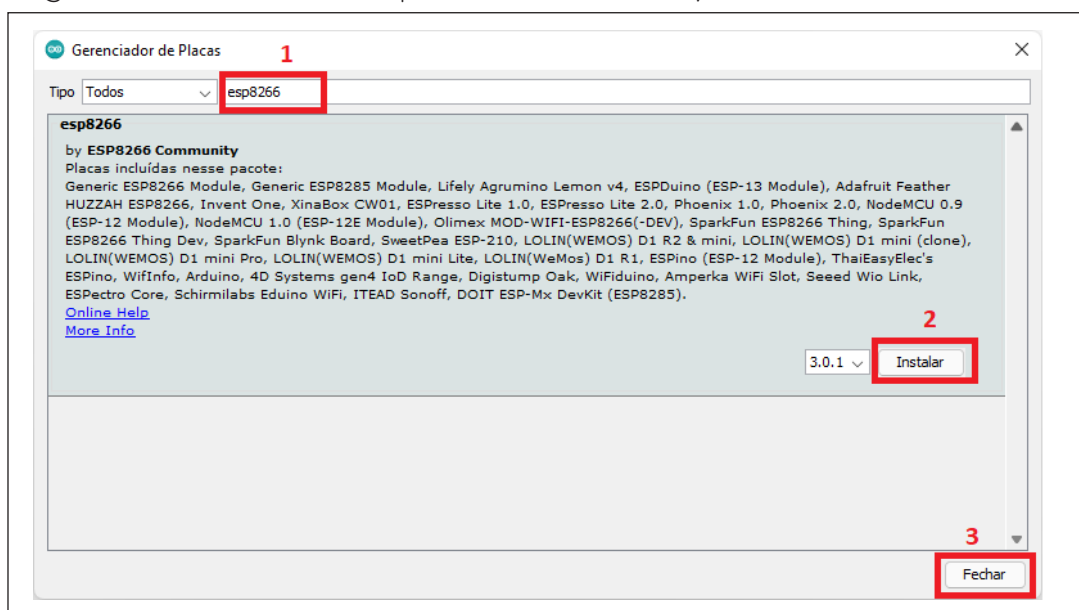 Gerenciador de Placas
1
Tipo Todos esp8266
esp8266
by ESP8266 Community
Placas incluídas nesse pacote:
Generic ESP8266 Module, Generic ESP8285 Module, Lifely Agrumino Lemon v4, ESPDuino (ESP-13 Module), Adafruit Feather
HUZZAH ESP8266, Invent One, XinaBox CW01, ESPresso Lite 1.0, ESPresso Lite 2.0, Phoenix 1.0, Phoenix 2.0, NodeMCU 0.9
(ESP-12 Module), NodeMCU 1.0 (ESP-12E Module), Olimex MOD-WIFI-ESP8266(-DEV), SparkFun ESP8266 Thing, SparkFun
ESP8266 Thing Dev, SparkFun Blynk Board, SweetPea ESP-210, LOLIN(WEMOS) D1 R2 & mini, LOLIN(WEMOS) D1 mini (clone),
LOLIN(WEMOS) D1 mini Pro, LOLIN(WEMOS) D1 mini Lite, LOLIN(WeMos) D1 R1, ESPino (ESP-12 Module), ThaiEasyElec's
ESPino, WifInfo, Arduino, 4D Systems gen4 IoD Range, Digistump Oak, WiFiduino, Amperka WiFi Slot, Seeed Wio Link,
ESPectro Core, Schirmilabs Eduino WiFi, ITEAD Sonoff, DOIT ESP-Mx DevKit (ESP8285).
Online Help
More Info
2
3.0.1 Instalar
3
Fechar